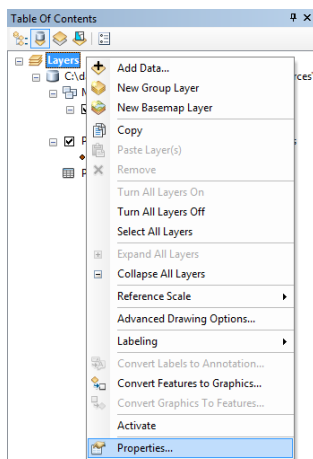 Table Of Contents
Layers
C:\d
rces\
P
s
P
Add Data...
New Group Layer
New Basemap Layer
Copy
Paste Layer(s)
Remove
Turn All Layers On
Turn All Layers Off
Select All Layers
Expand All Layers
Collapse All Layers
Reference Scale
Advanced Drawing Options...
Labeling
Convert Labels to Annotation...
Convert Features to Graphics...
Convert Graphics To Features...
Activate
Properties...